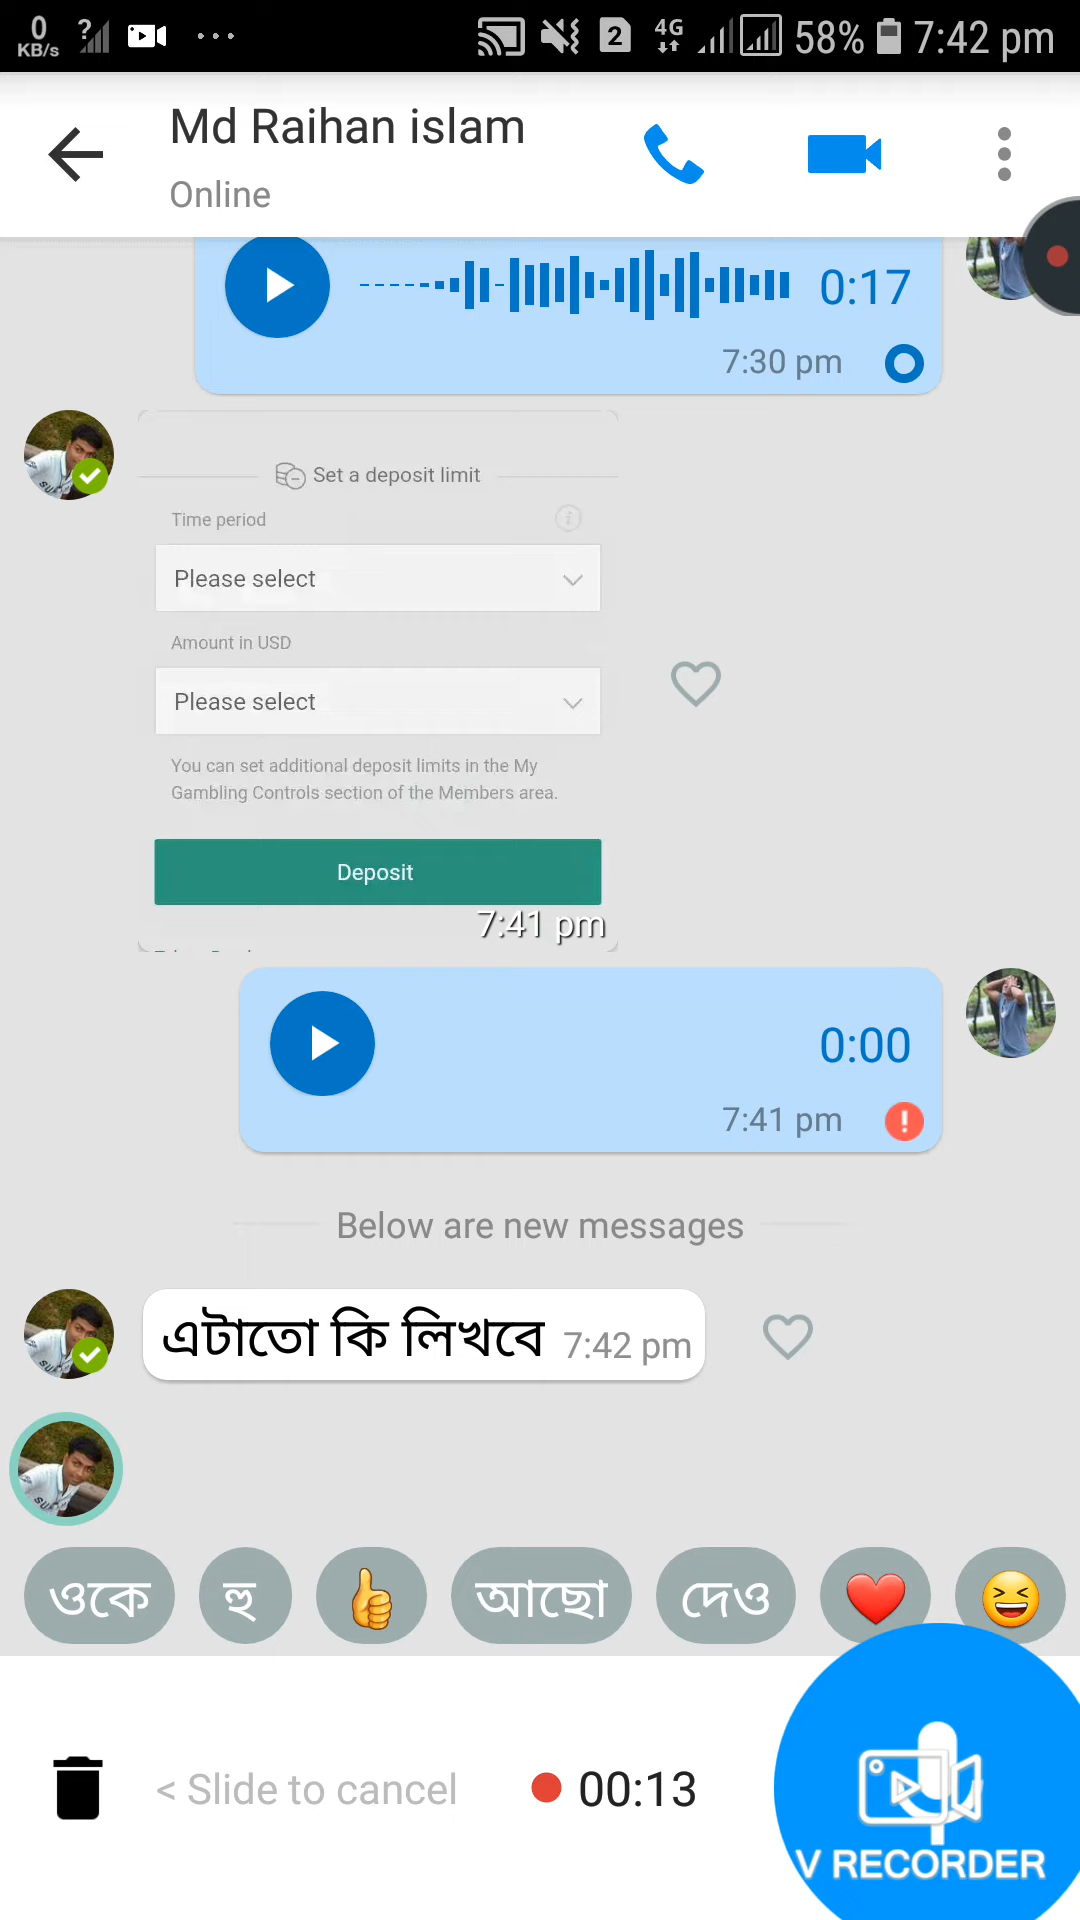 0
KB/s
?
2
4G
58%
7:42 pm
Md Raihan islam
Online
0:17
7:30 pm
Set a deposit limit
Time period
Please select
Amount in USD
Please select
You can set additional deposit limits in the My
Gambling Controls section of the Members area.
Deposit
7:41 pm
0:00
7:41 pm
Below are new messages
এটাতো কি লিখবে 7:42 pm
ওকে
হু
আছো
দেও
< Slide to cancel
00:13
V RECORDER